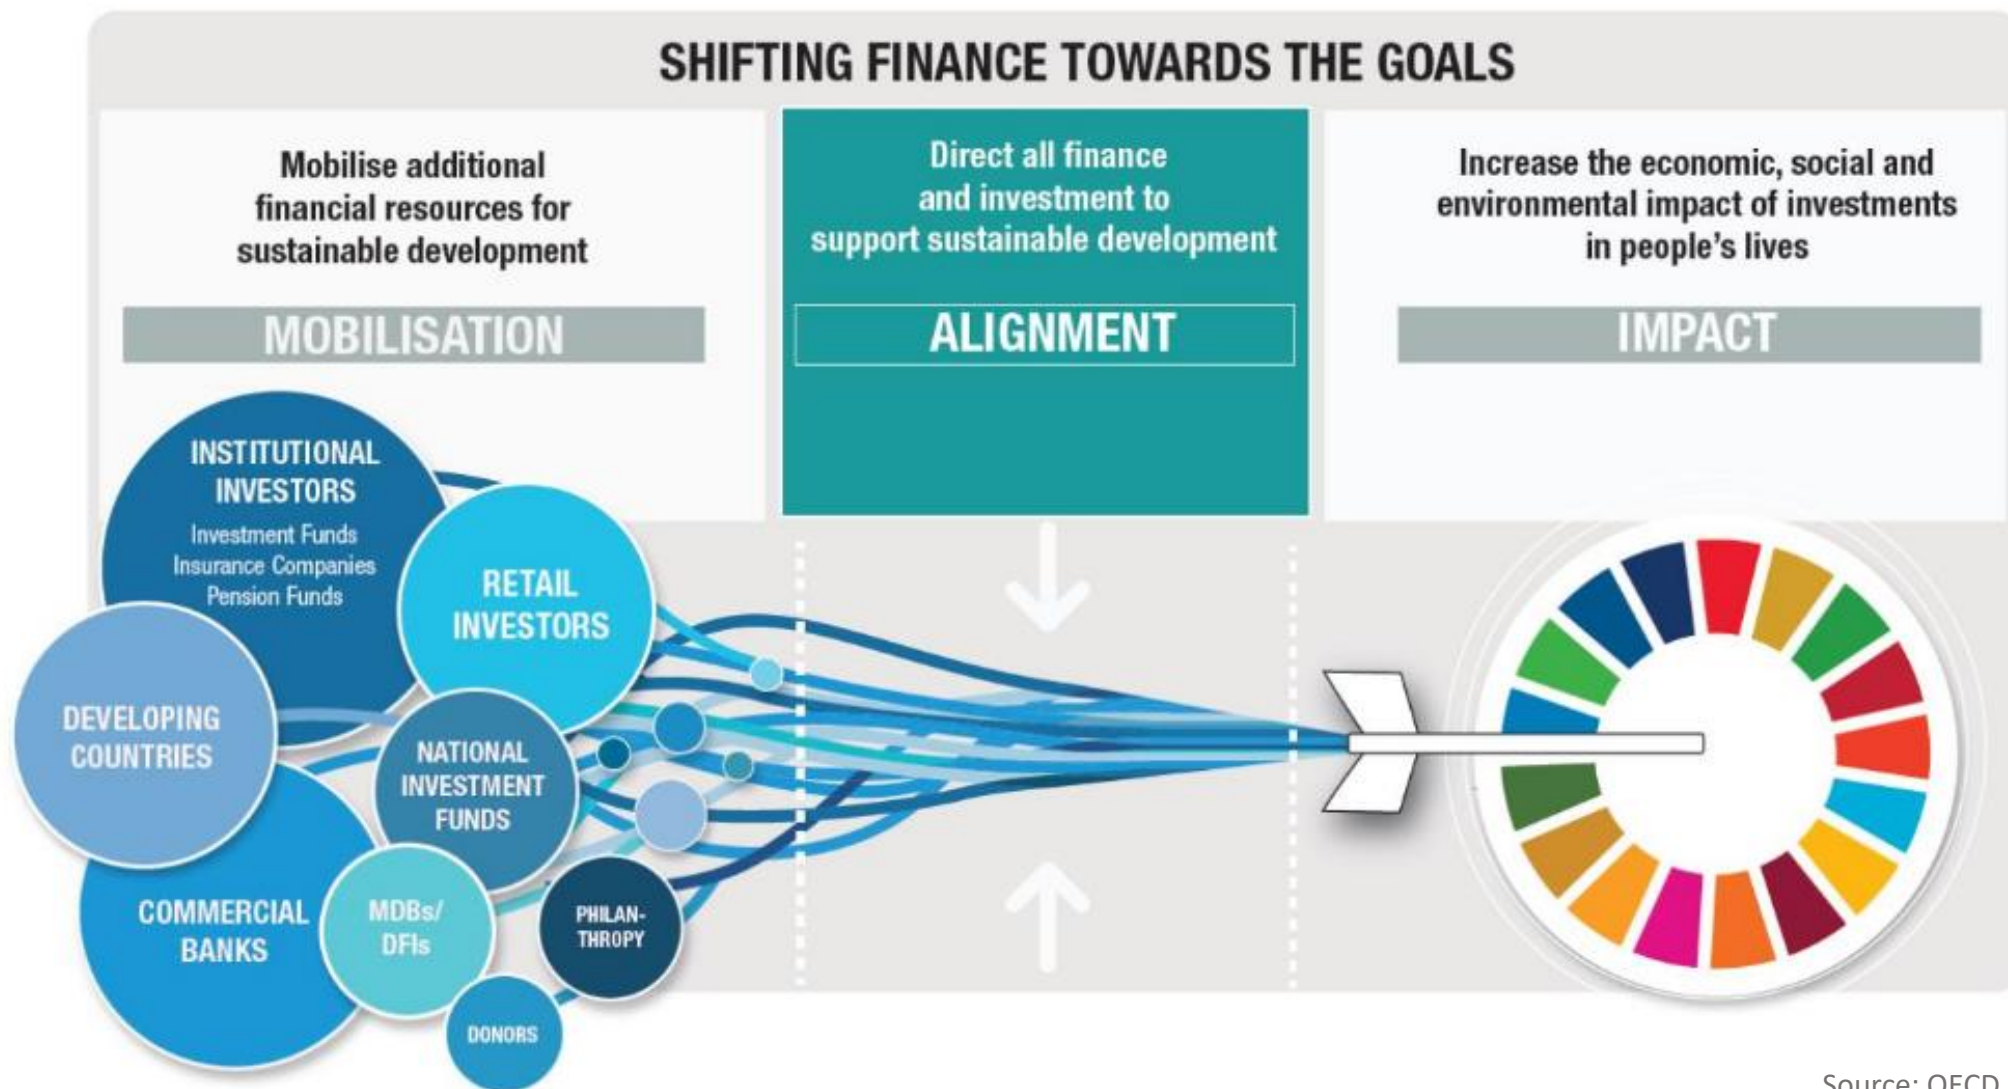 SHIFTING FINANCE TOWARDS THE GOALS
Mobilise additional
financial resources for
sustainable development
MOBILISATION
Direct all finance
and investment to
support sustainable development
ALIGNMENT
Increase the economic, social and
environmental impact of investments
in people's lives
IMPACT
INSTITUTIONAL
INVESTORS
Investment Funds
Insurance Companies
Pension Funds
RETAIL
INVESTORS
DEVELOPING
COUNTRIES
NATIONAL
INVESTMENT
FUNDS
COMMERCIAL
BANKS
MDBs/
DFIs
PHILAN-
THROPY
DONORS
Source: OECD